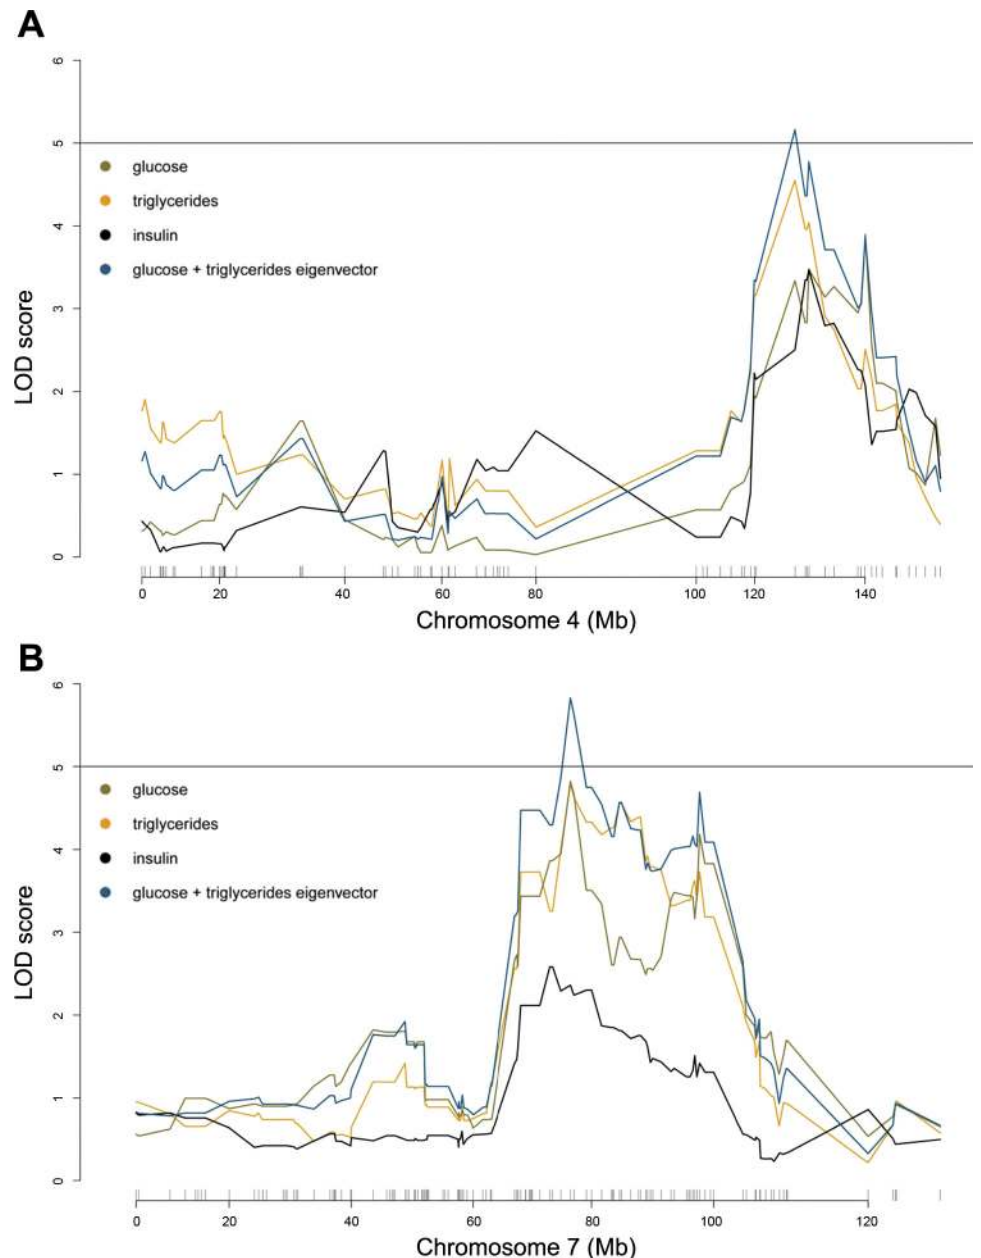 A
6
5
4
3
2
1
0
LOD score
glucose
triglycerides
insulin
glucose + triglycerides eigenvector
0 20 40 60 80 100 120 140
Chromosome 4 (Mb)
B
6
5
4
3
2
1
0
LOD score
glucose
triglycerides
insulin
glucose + triglycerides eigenvector
0 20 40 60 80 100 120
Chromosome 7 (Mb)